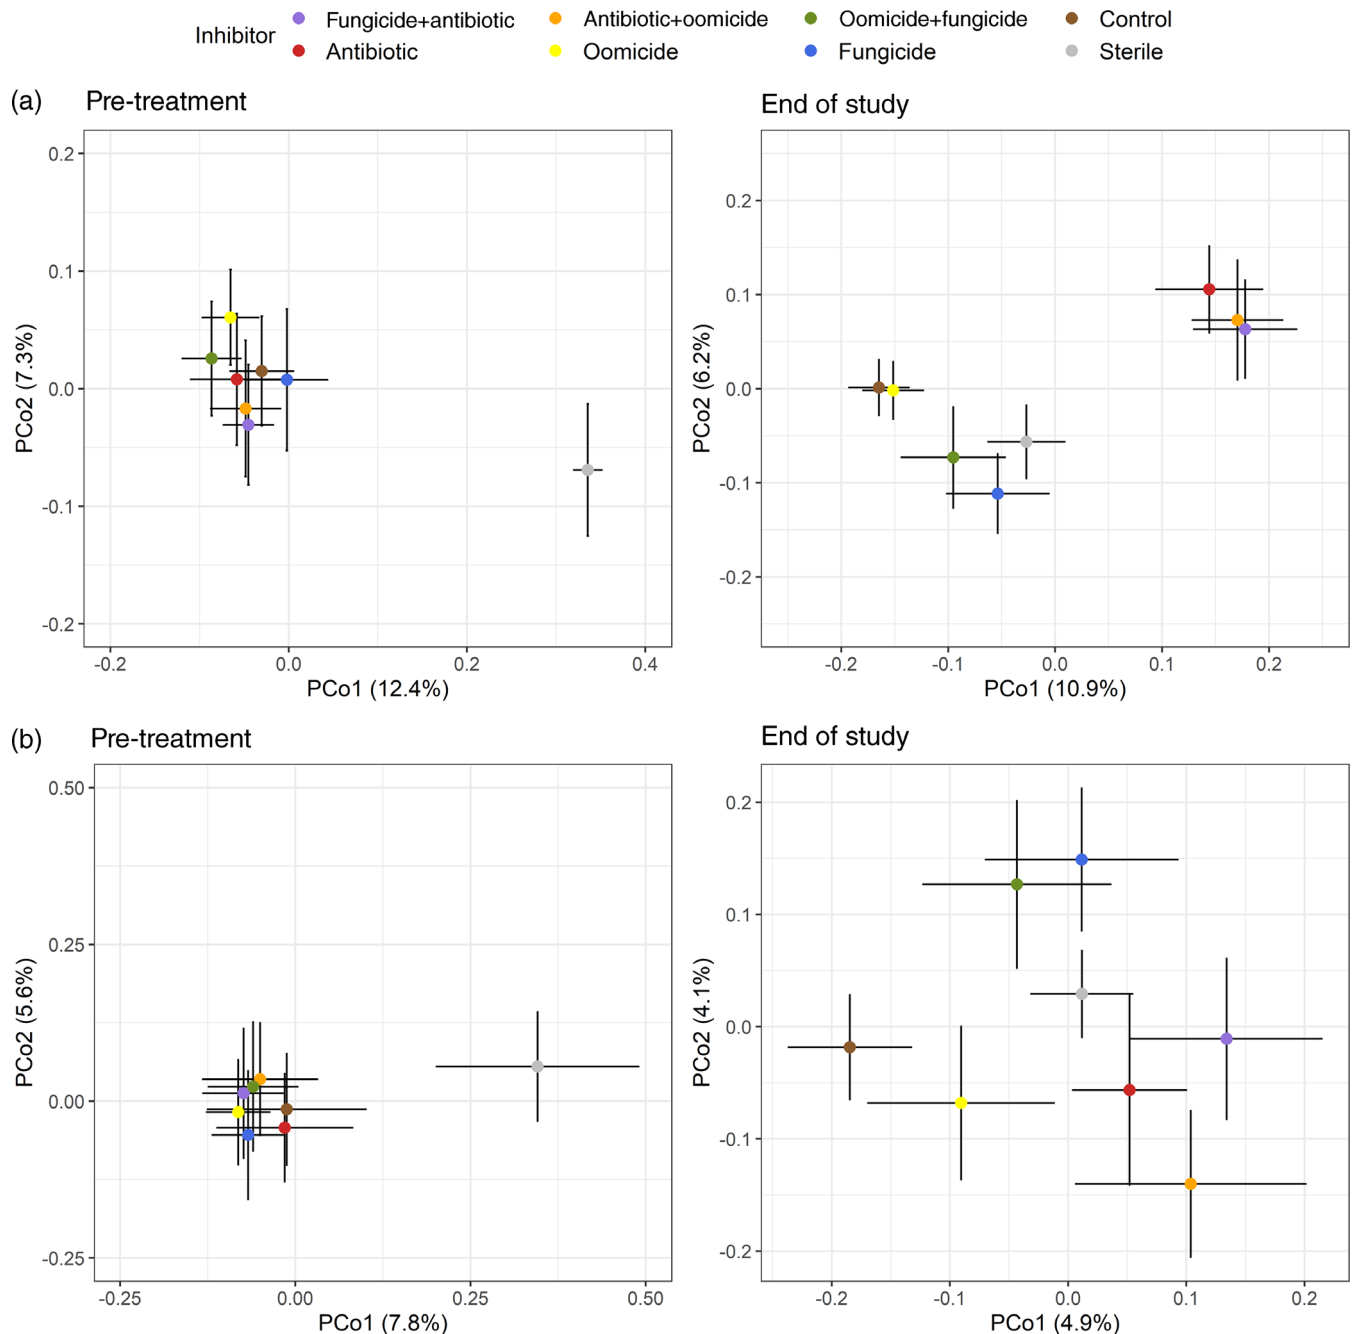 Inhibitor
Fungicide+antibiotic
Antibiotic+oomicide
Oomicide+fungicide
Control
Antibiotic
Oomicide
Fungicide
Sterile
(a)
Pre-treatment
0.2
0.1
0.0
-0.1
-0.2
PCo2 (7.3%)
-0.2
0.0
0.2
0.4
PCo1 (12.4%)
End of study
0.2
0.1
0.0
-0.1
-0.2
PCo2 (6.2%)
-0.2
-0.1
0.0
0.1
0.2
PCo1 (10.9%)
(b)
Pre-treatment
0.50
0.25
0.00
-0.25
PCo2 (5.6%)
-0.25
0.00
0.25
0.50
PCo1 (7.8%)
End of study
0.2
0.1
0.0
-0.1
-0.2
PCo2 (4.1%)
-0.2
-0.1
0.0
0.1
0.2
PCo1 (4.9%)